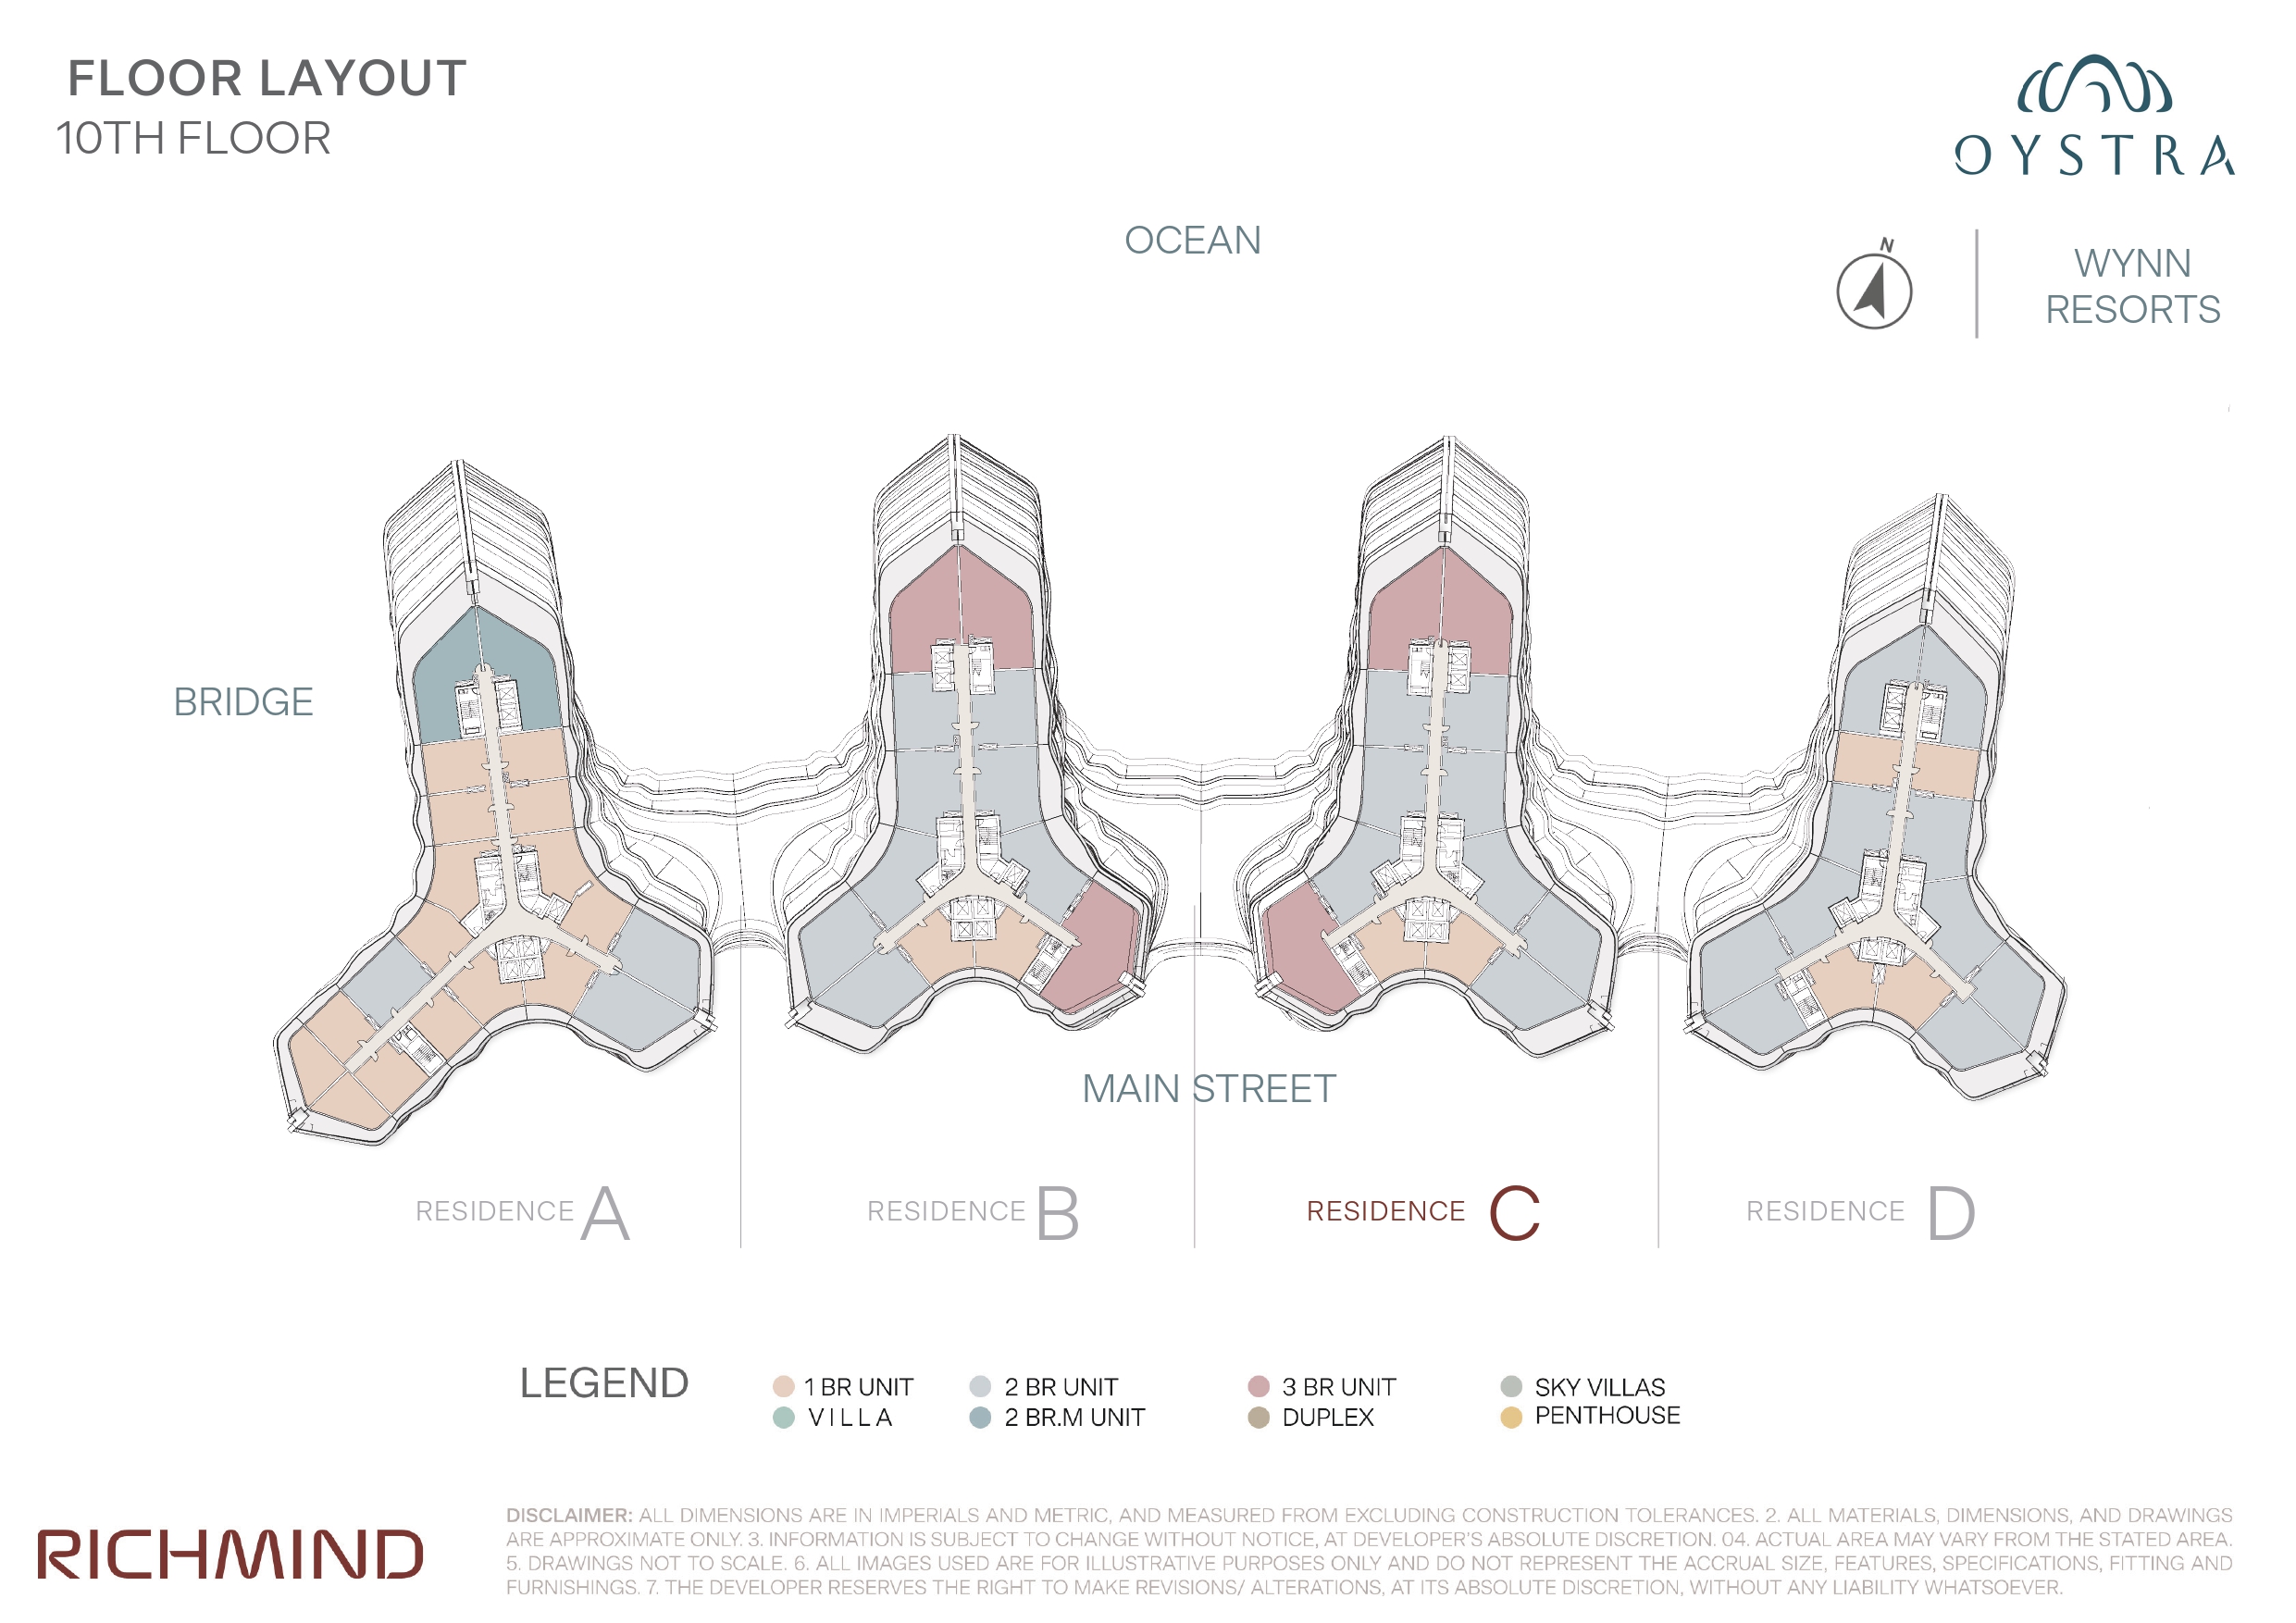 FLOOR LAYOUT
10TH FLOOR
OYSTRA
OCEAN
N
WYNN
RESORTS
BRIDGE
MAIN STREET
RESIDENCE A
RESIDENCE B
RESIDENCE C
RESIDENCE D
LEGEND
1 BR UNIT
2 BR UNIT
3 BR UNIT
SKY VILLAS
VILLA
2 BR.M UNIT
DUPLEX
PENTHOUSE
RICHMIND
DISCLAIMER: ALL DIMENSIONS ARE IN IMPERIALS AND METRIC, AND MEASURED FROM EXCLUDING CONSTRUCTION TOLERANCES. 2. ALL MATERIALS, DIMENSIONS, AND DRAWINGS
ARE APPROXIMATE ONLY. 3. INFORMATION IS SUBJECT TO CHANGE WITHOUT NOTICE, AT DEVELOPER'S ABSOLUTE DISCRETION. 04. ACTUAL AREA MAY VARY FROM THE STATED AREA.
5. DRAWINGS NOT TO SCALE. 6. ALL IMAGES USED ARE FOR ILLUSTRATIVE PURPOSES ONLY AND DO NOT REPRESENT THE ACCRUAL SIZE, FEATURES, SPECIFICATIONS, FITTING AND
FURNISHINGS. 7. THE DEVELOPER RESERVES THE RIGHT TO MAKE REVISIONS/ ALTERATIONS, AT ITS ABSOLUTE DISCRETION, WITHOUT ANY LIABILITY WHATSOEVER.